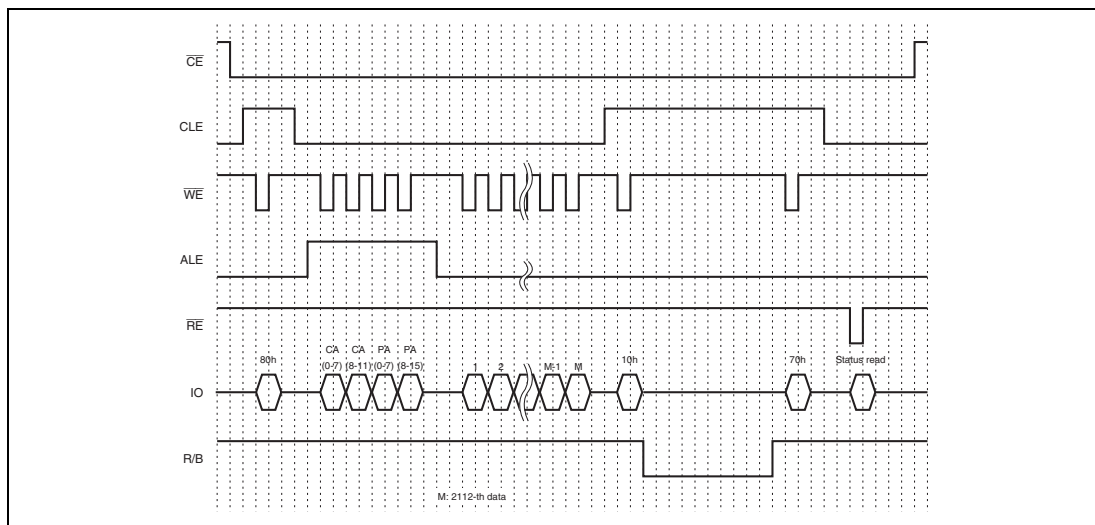 CE
CLE
WE
ALE
RE
CA CA PA PA
80h (0-7) (8-11) (0-7) (8-15) 1 2 M-1 M 10h 70h Status read
IO
R/B
M: 2112-th data